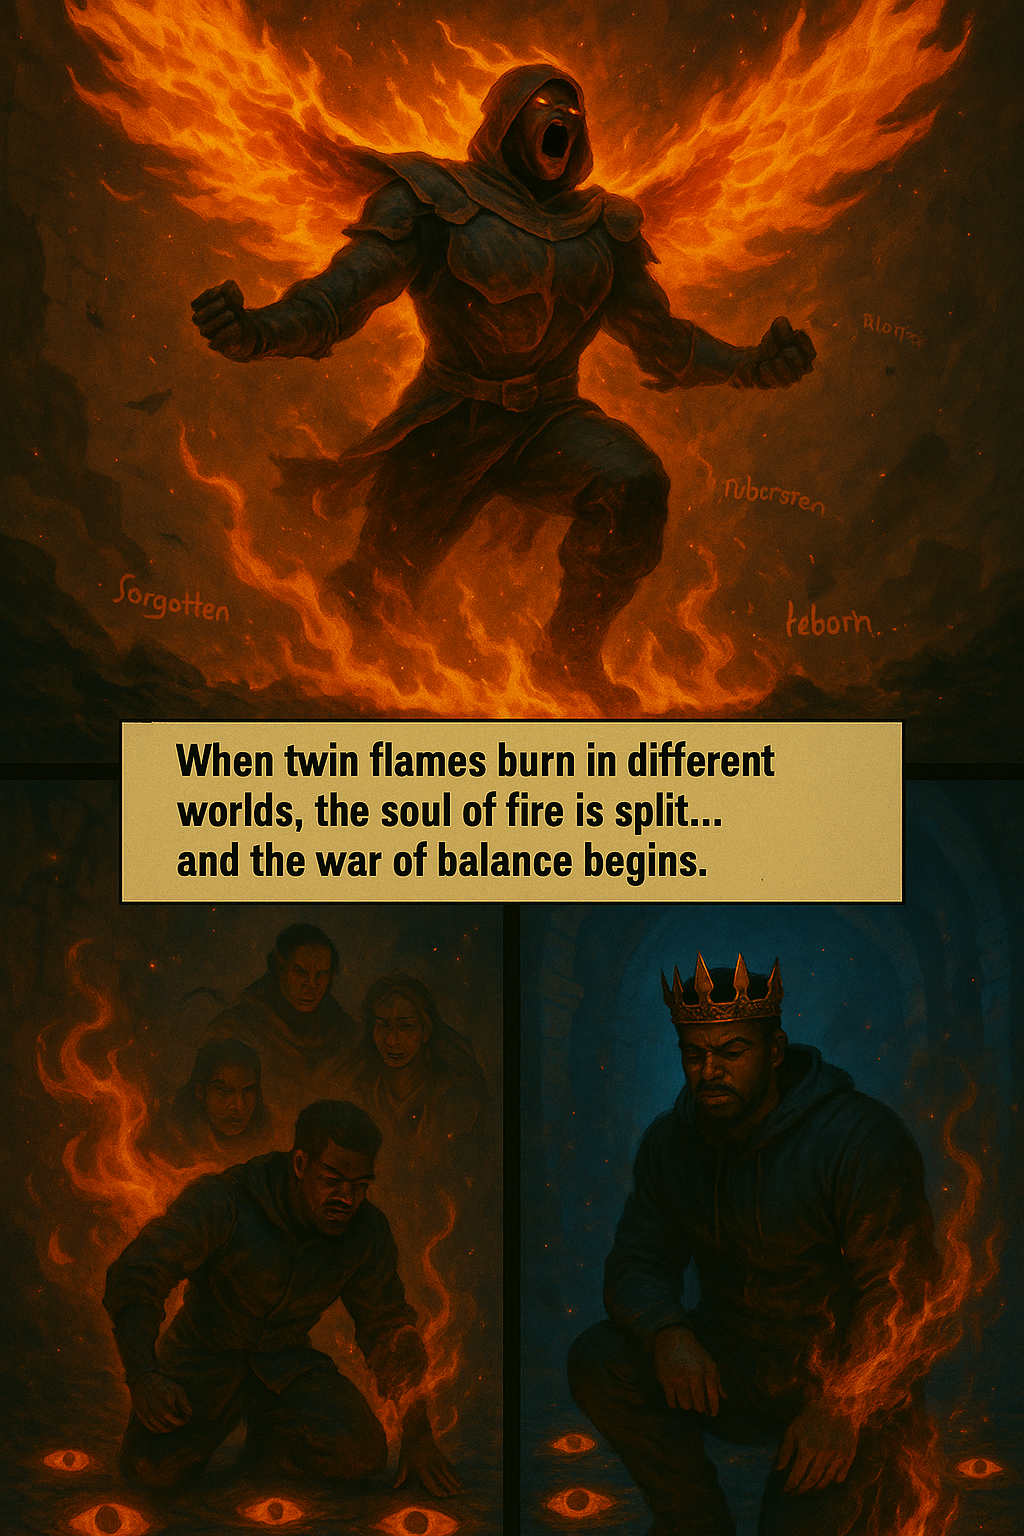 Sorgotten
teborn.
When twin flames burn in different
worlds, the soul of fire is split...
and the war of balance begins.